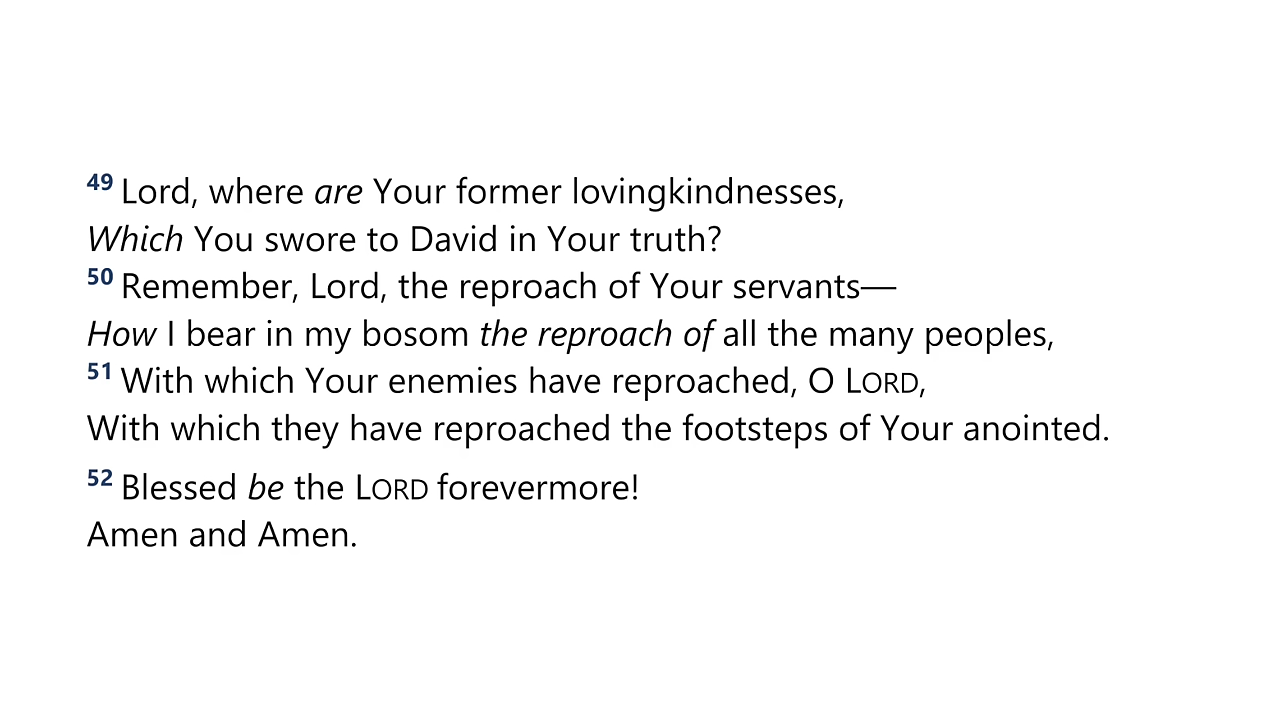 49 Lord, where are Your former lovingkindnesses,
Which You swore to David in Your truth?
50 Remember, Lord, the reproach of Your servants—
How I bear in my bosom the reproach of all the many peoples,
51 With which Your enemies have reproached, O LORD,
With which they have reproached the footsteps of Your anointed.
52 Blessed be the LORD forevermore!
Amen and Amen.